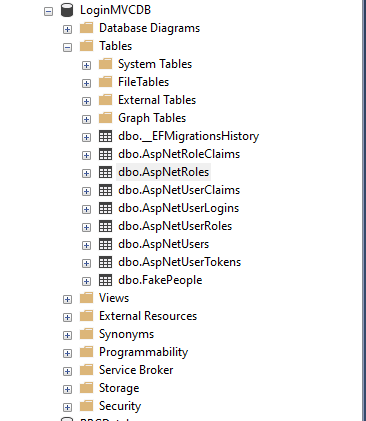 LoginMVCDB
Database Diagrams
Tables
System Tables
FileTables
External Tables
Graph Tables
dbo.__EFMigrationsHistory
dbo.AspNetRoleClaims
dbo.AspNetRoles
dbo.AspNetUserClaims
dbo.AspNetUserLogins
dbo.AspNetUserRoles
dbo.AspNetUsers
dbo.AspNetUserTokens
dbo.FakePeople
Views
External Resources
Synonyms
Programmability
Service Broker
Storage
Security